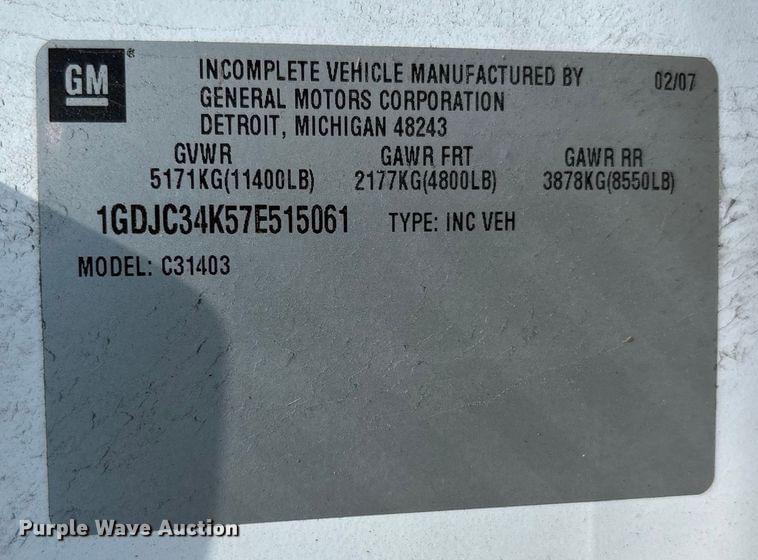 GM
®
INCOMPLETE VEHICLE MANUFACTURED BY 02/07
GENERAL MOTORS CORPORATION
DETROIT, MICHIGAN 48243
GVWR GAWR FRT GAWR RR
5171KG(11400LB) 2177KG(4800LB) 3878KG(8550LB)
1GDJC34K57E515061 TYPE: INC VEH
MODEL: C31403
Purple Wave Auction